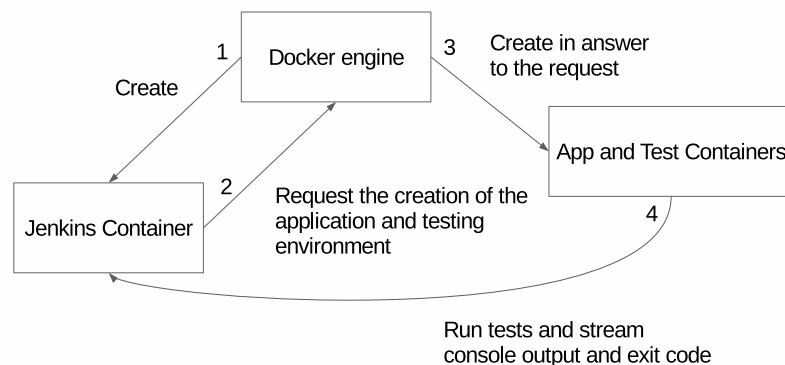 1
Docker engine
3
Create in answer
to the request
Create
App and Test Containers
2
Request the creation of the
application and testing
environment
4
Jenkins Container
Run tests and stream
console output and exit code